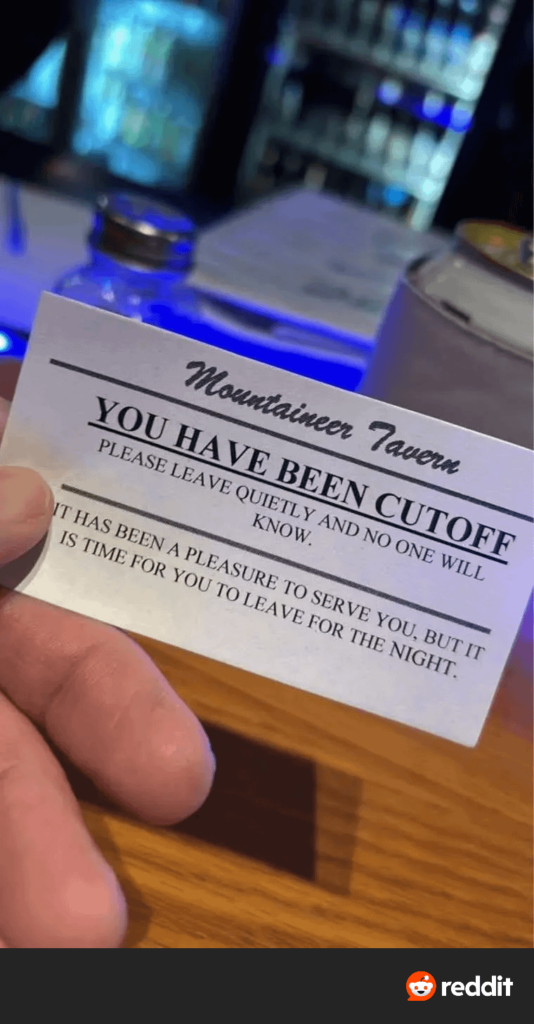 Mountaineer Tavern
YOU HAVE BEEN CUTOFF
PLEASE LEAVE QUIETLY AND NO ONE WILL
KNOW.
IT HAS BEEN A PLEASURE TO SERVE YOU, BUT IT
IS TIME FOR YOU TO LEAVE FOR THE NIGHT.
reddit